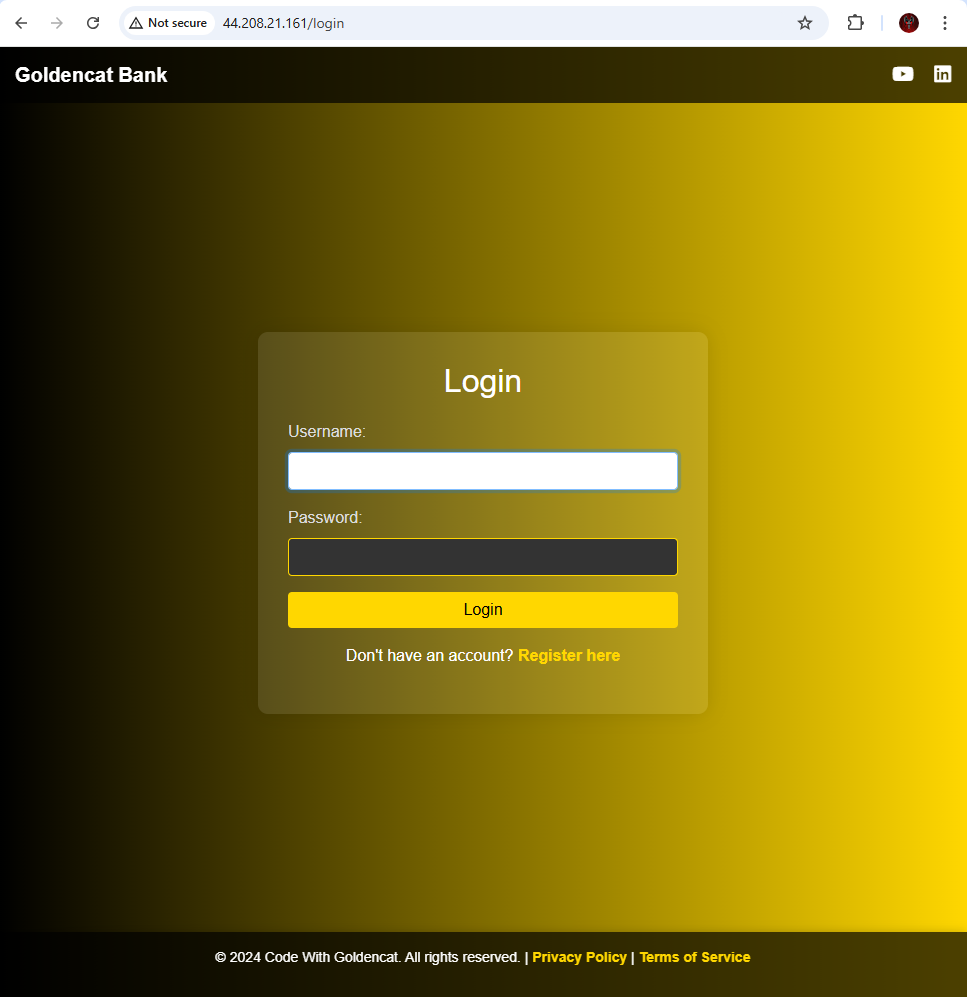 Not secure 44.208.21.161/login
Goldencat Bank
Login
Username:
Password:
Login
Don't have an account? Register here
© 2024 Code With Goldencat. All rights reserved. | Privacy Policy | Terms of Service